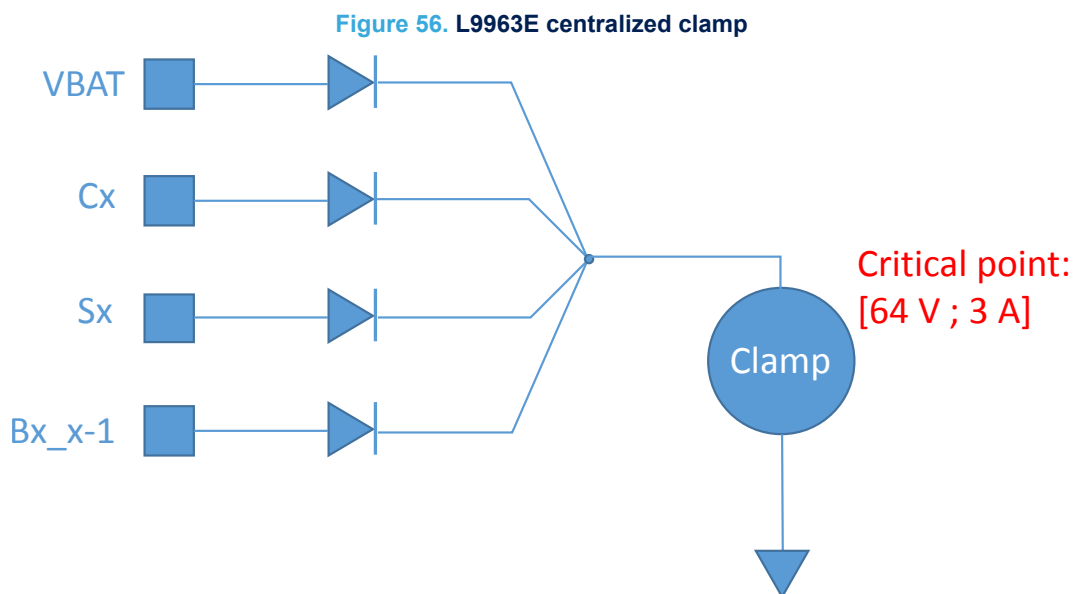 Figure 56. L9963E centralized clamp
VBAT
Cx
Sx
Bx_x-1
Critical point:
[64 V ; 3 A]
Clamp